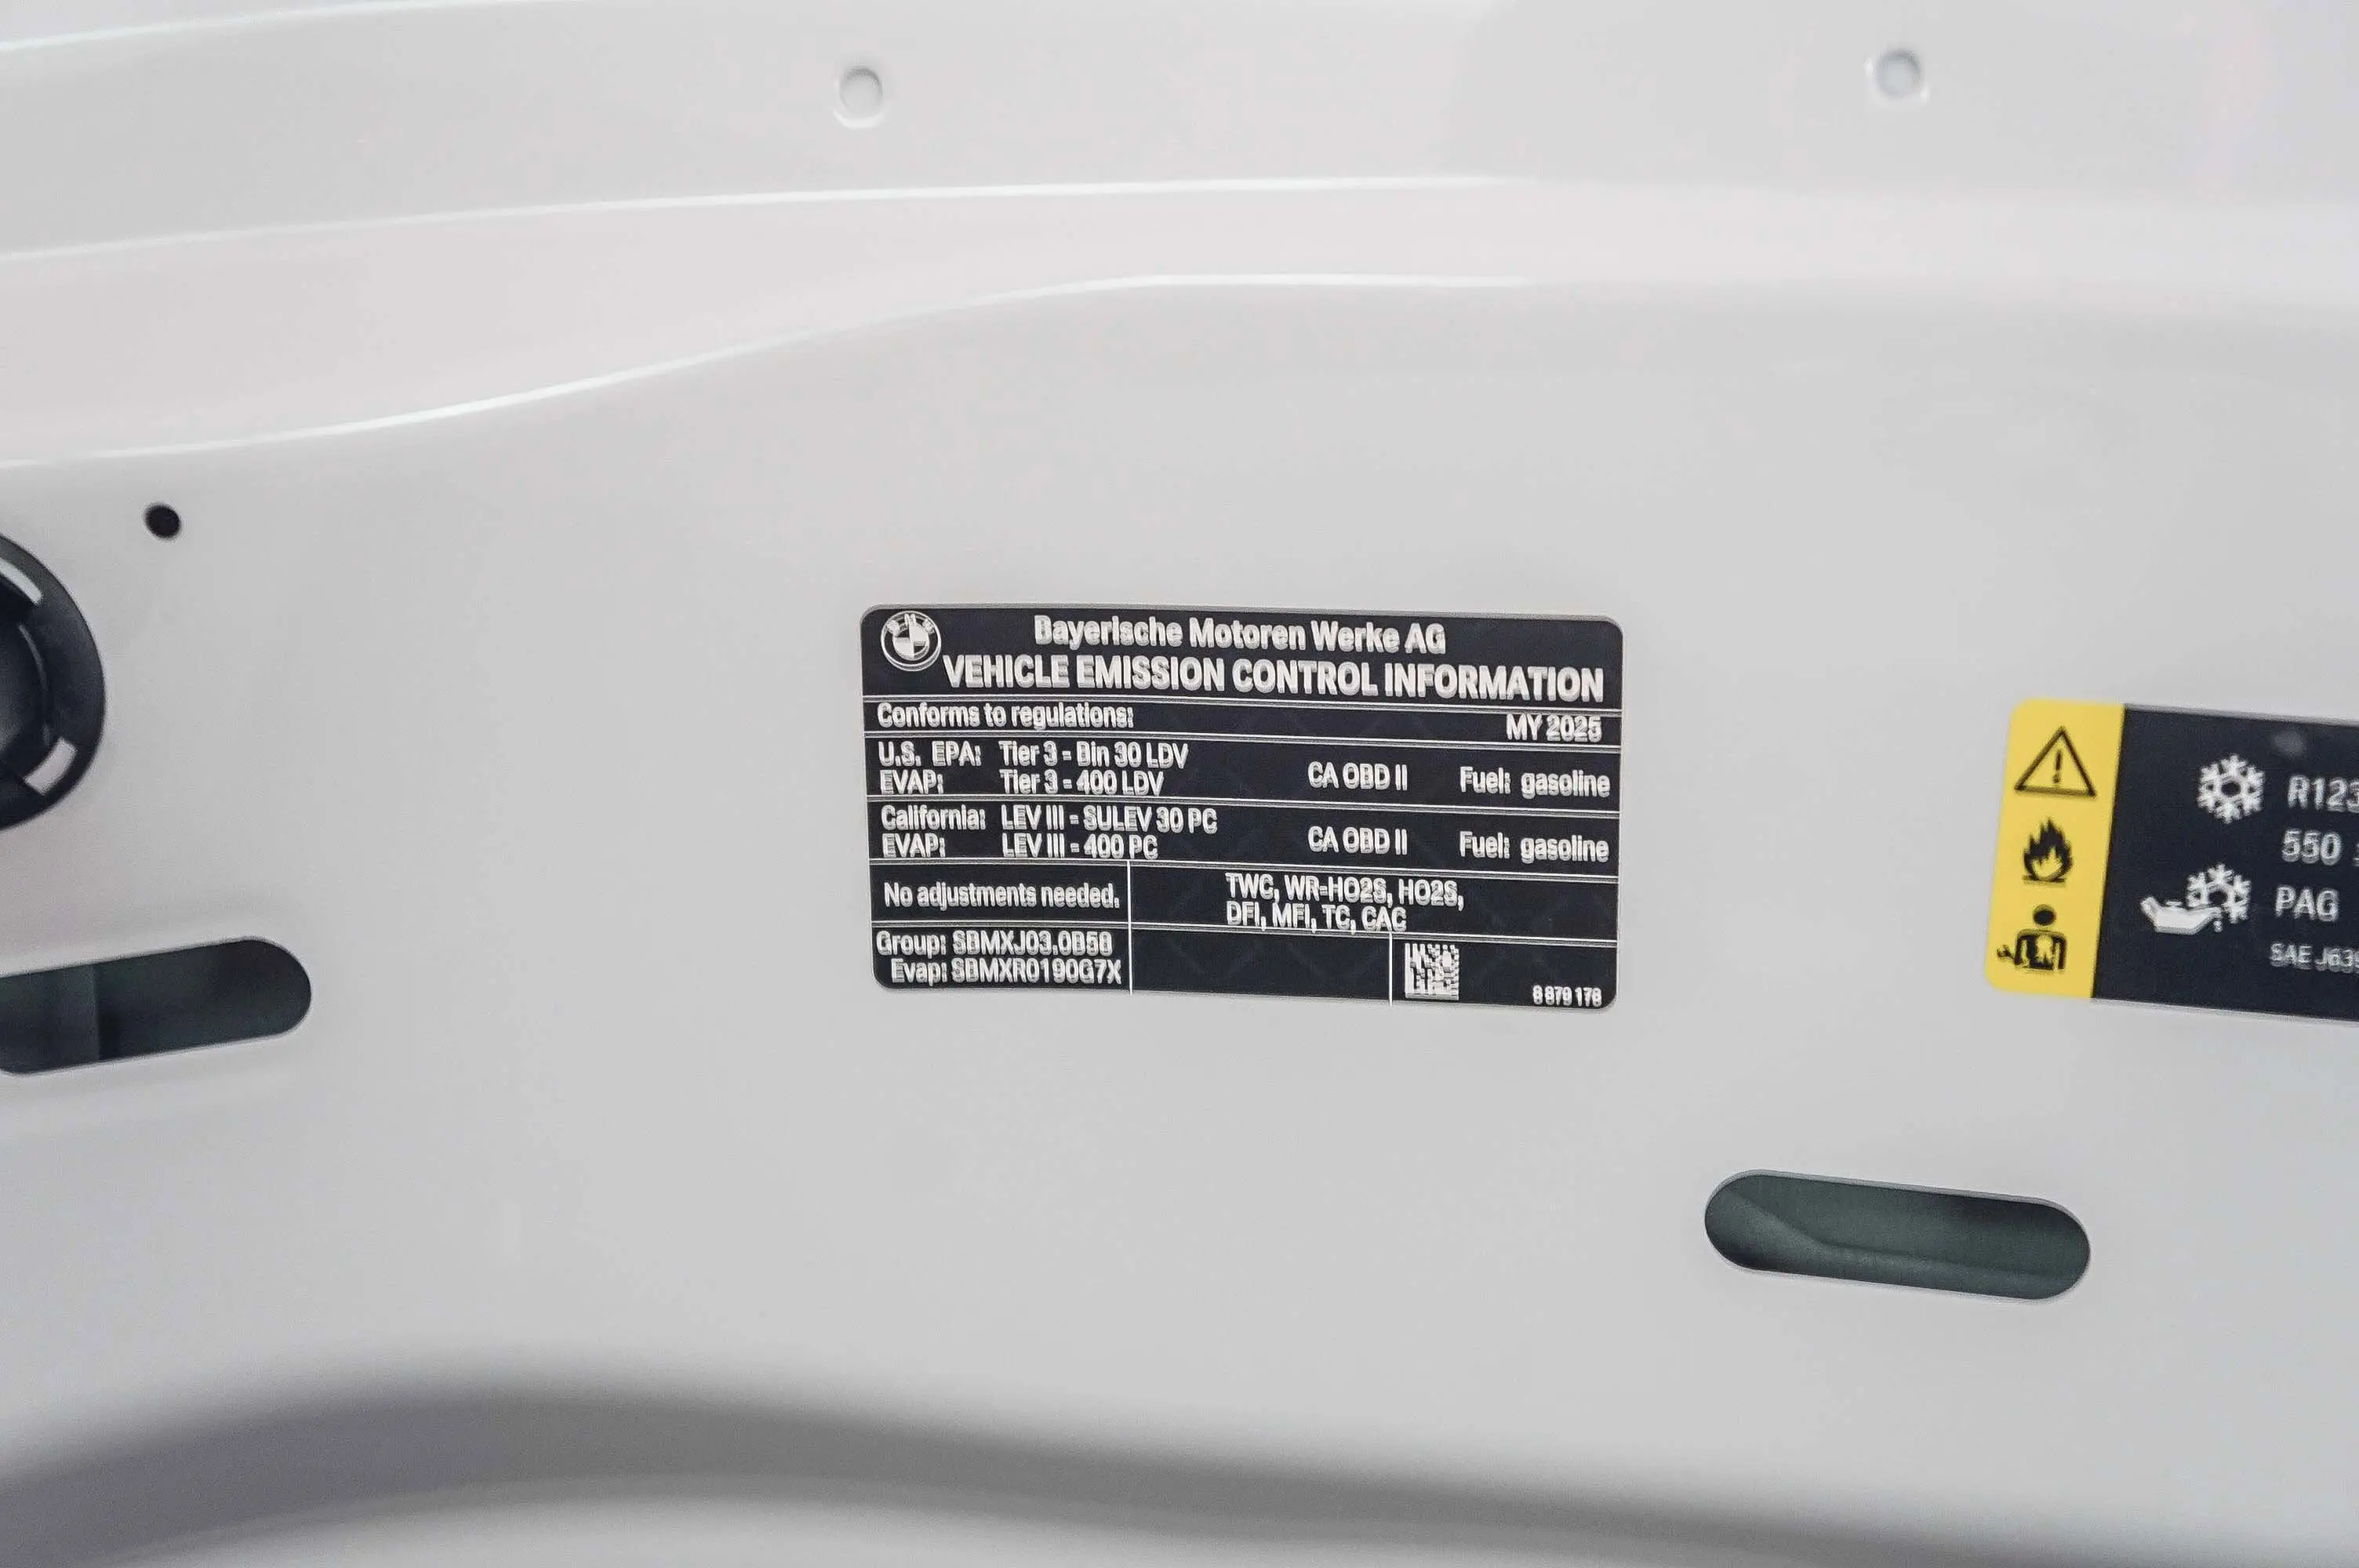 Bayerische Motoren Werke AG
VEHICLE EMISSION CONTROL INFORMATION
Conforms to regulations: MY 2025
U.S. EPA: Tier 3 - Bin 30 LDV
EVAP: Tier 3 - 400 LDV
CA OBD II Fuel: gasoline
California: LEV III - SULEV 30 PC
EVAP: LEV III - 400 PC
CA OBD II Fuel: gasoline
No adjustments needed.
TWC, WR-HO2S, HO2S,
DFI, MFI, TC, CAC
Group: SBMXJ03.0B58
Evap: SBMXR0190G7X
8 879 178
R123
550
PAG
SAE J639